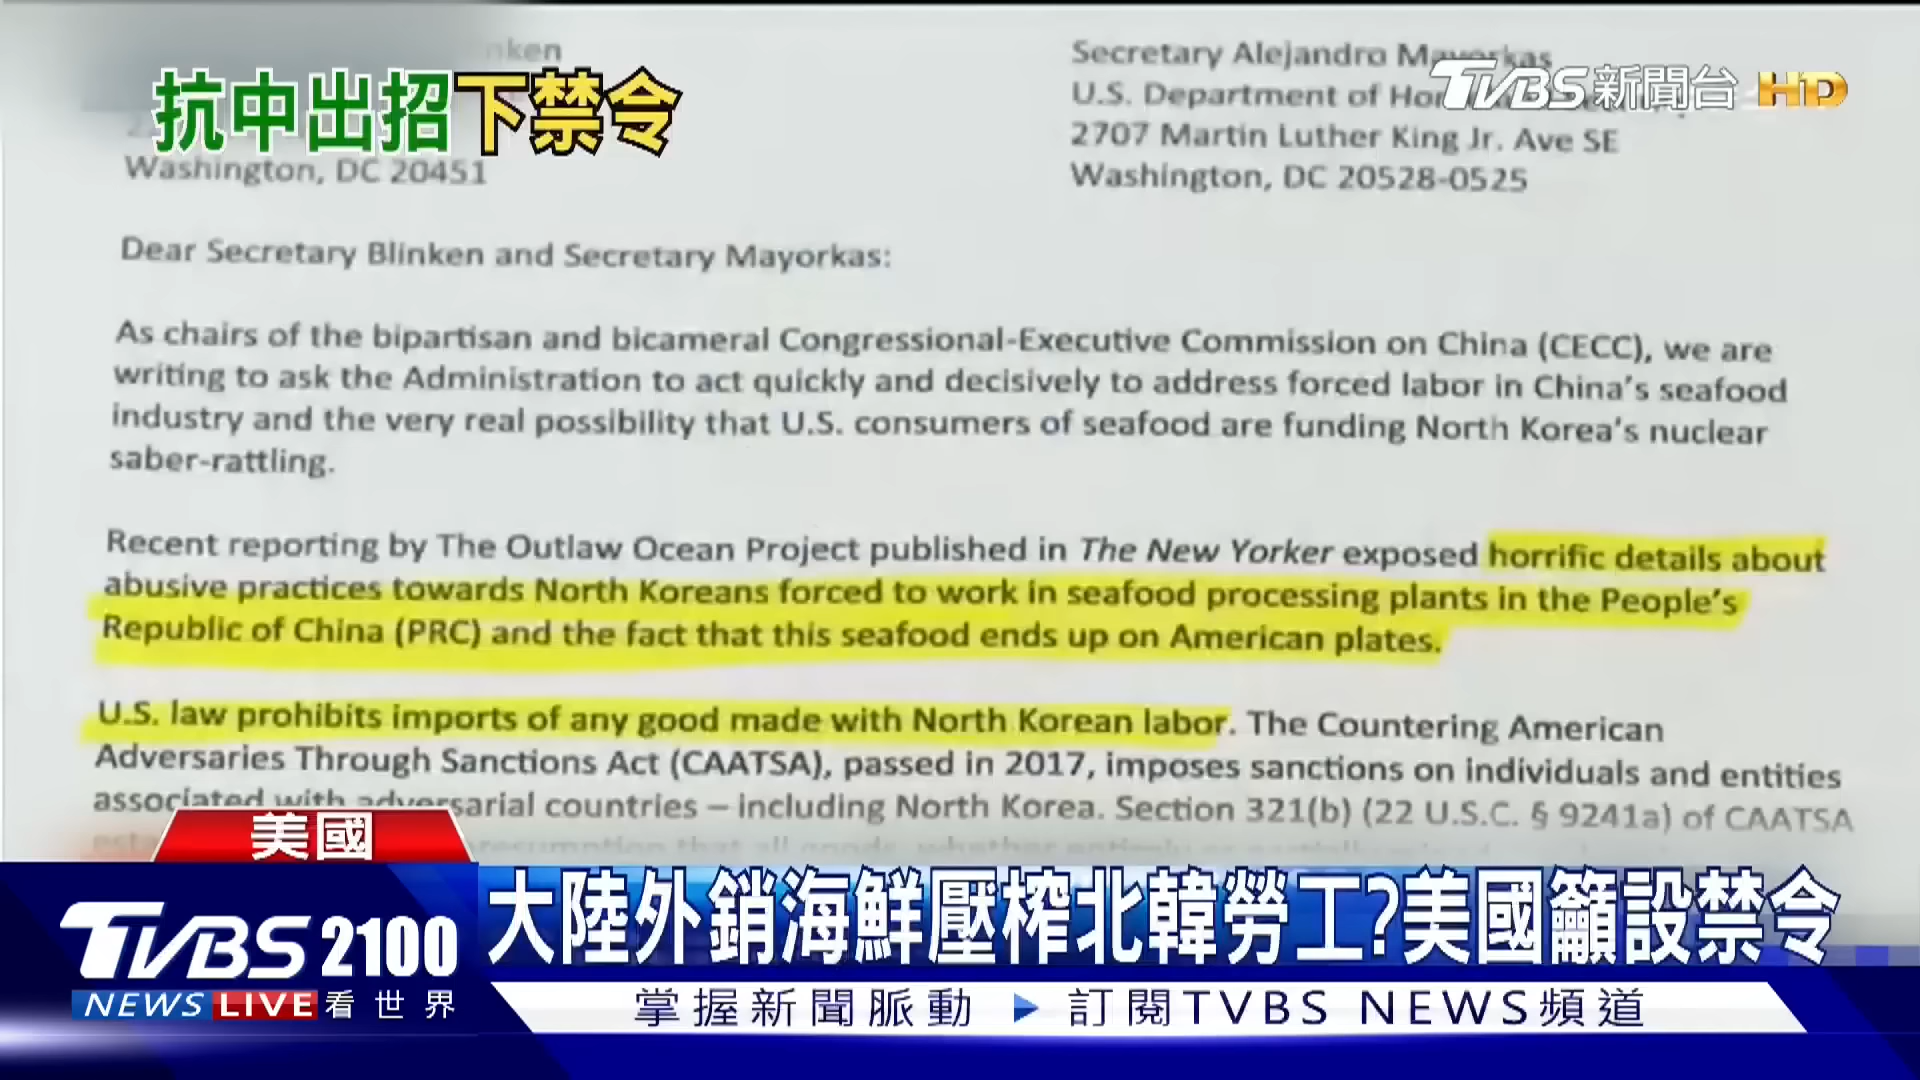 抗中出招下禁令
TVBS新聞台 HD
Washington, DC 20451
Secretary Alejandro Mayorkas
U.S. Department of
2707 Martin Luther King Jr. Ave SE
Washington, DC 20528-0525
Dear Secretary Blinken and Secretary Mayorkas:
As chairs of the bipartisan and bicameral Congressional-Executive Commission on China (CECC), we are
writing to ask the Administration to act quickly and decisively to address forced labor in China's seafood
industry and the very real possibility that U.S. consumers of seafood are funding North Korea's nuclear
saber-rattling.
Recent reporting by The Outlaw Ocean Project published in The New Yorker exposed horrific details about
abusive practices towards North Koreans forced to work in seafood processing plants in the People's
Republic of China (PRC) and the fact that this seafood ends up on American plates.
U.S. law prohibits imports of any good made with North Korean labor. The Countering American
Adversaries Through Sanctions Act (CAATSA), passed in 2017, imposes sanctions on individuals and entities
associated with adversarial countries – including North Korea. Section 321(b) (22 U.S.C. § 9241a) of CAATSA
美國
TVBS 2100
NEWS LIVE 看世界
大陸外銷海鮮壓榨北韓勞工?美國籲設禁令
掌握新聞脈動 ▶ 訂閱TVBS NEWS頻道